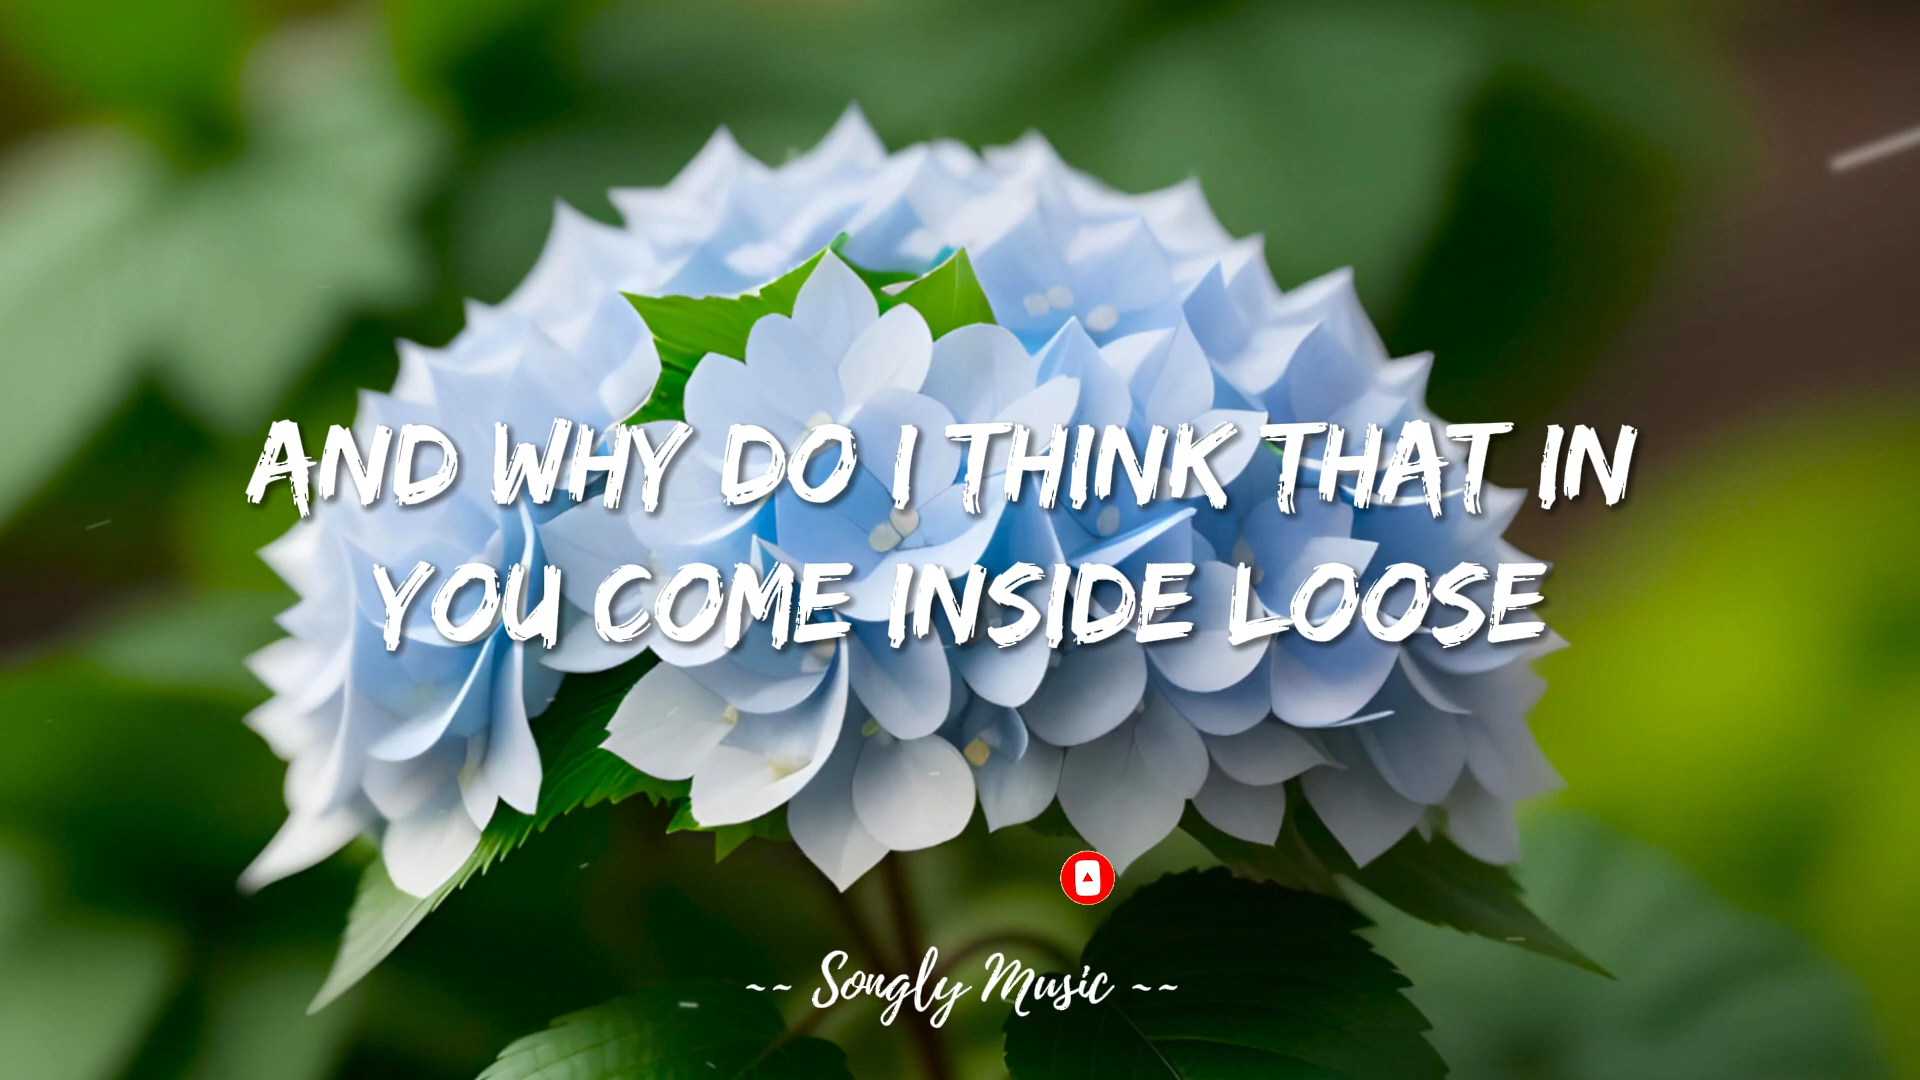 AND WHY DO I THINK THAT IN
YOU COME INSIDE LOOSE
~~ Songly Music ~~